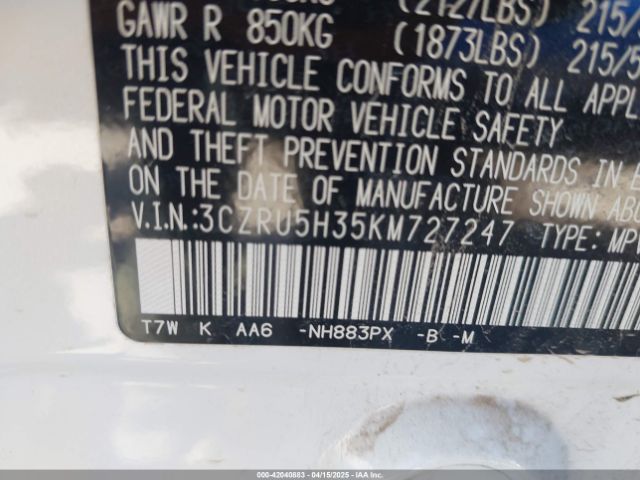 GAWR R 850KG (1873LBS) 215/5
THIS VEHICLE CONFORMS TO ALL APPL
FEDERAL MOTOR VEHICLE SAFETY
AND THEFT PREVENTION STANDARDS IN
ON THE DATE OF MANUFACTURE SHOWN ABO
V.I.N.:3CZRU5H35KM727247 TYPE:MPV
T7W K AA6 -NH883PX -B -M
000-42040883 - 04/15/2025 - IAAI.COM